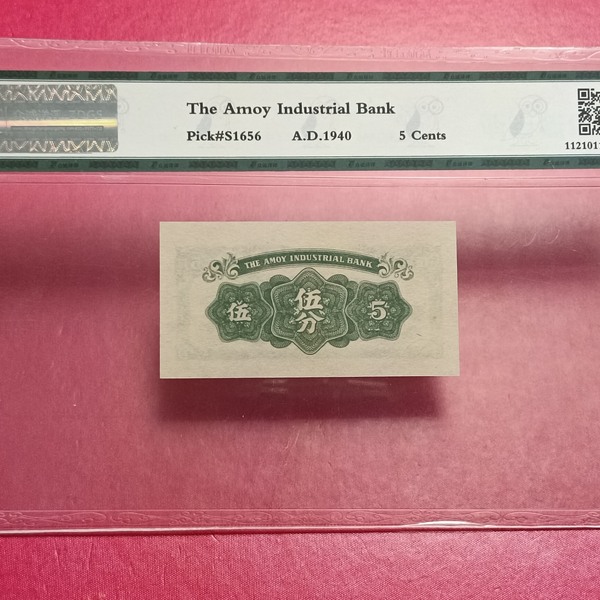 The Amoy Industrial Bank
Pick#S1656 A.D.1940 5 Cents
THE AMOY INDUSTRIAL BANK
伍 伍分 5